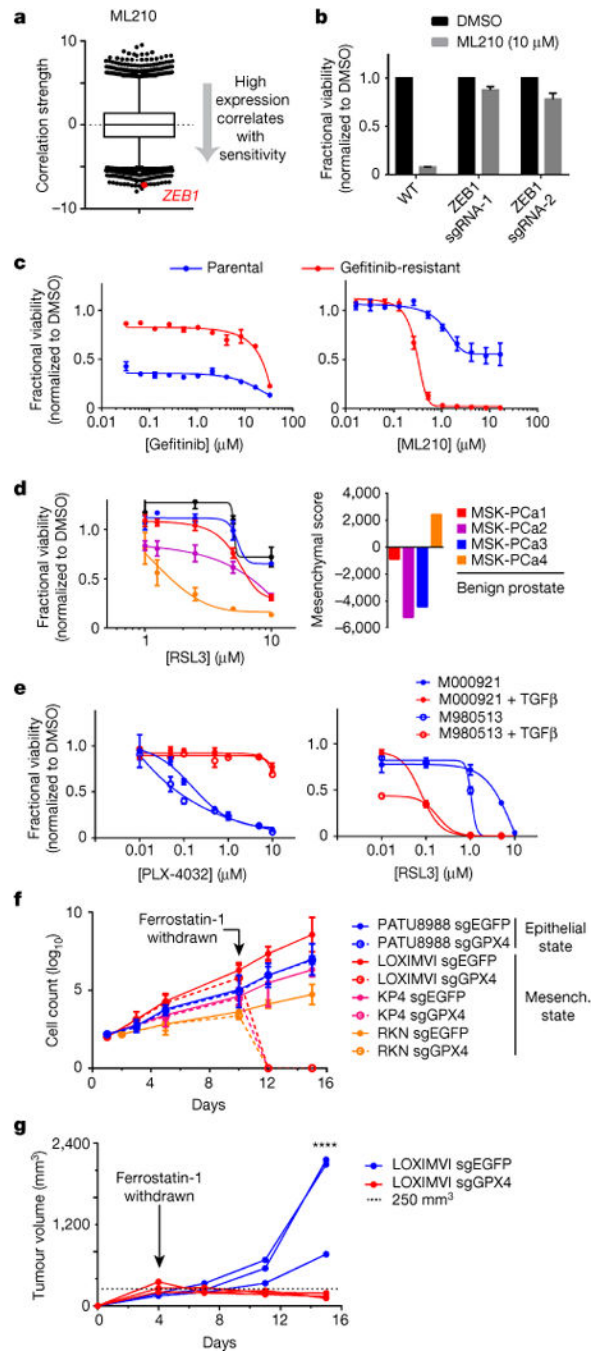 a
ML210
Correlation strength
10
0
−10
High
expression
correlates
with
sensitivity
ZEB1
b
DMSO
ML210 (10 μM)
Fractional viability
(normalized to DMSO)
1.0
0.5
0
WT
ZEB1
sgRNA-1
ZEB1
sgRNA-2
c
Parental
Gefitinib-resistant
Fractional viability
(normalized to DMSO)
1.0
0.5
0
0.01 0.1 1.0 10 100
[Gefitinib] (μM)
Fractional viability
(normalized to DMSO)
1.0
0.5
0
0.01 0.1 1.0 10 100
[ML210] (μM)
d
Fractional viability
(normalized to DMSO)
1.0
0.5
0
1 10
[RSL3] (μM)
Mesenchymal score
4,000
2,000
0
−2,000
−4,000
−6,000
MSK-PCa1
MSK-PCa2
MSK-PCa3
MSK-PCa4
Benign prostate
e
Fractional viability
(normalized to DMSO)
1.0
0.5
0
0.01 0.1 1.0 10
[PLX-4032] (μM)
M000921
M000921 + TGFβ
M980513
M980513 + TGFβ
1.0
0.5
0
0.01 0.1 1.0 10
[RSL3] (μM)
f
Ferrostatin-1
withdrawn
Cell count (log10)
10
5
0
0 4 8 12 16
Days
PATU8988 sgEGFP
PATU8988 sgGPX4
LOXIMVI sgEGFP
LOXIMVI sgGPX4
KP4 sgEGFP
KP4 sgGPX4
RKN sgEGFP
RKN sgGPX4
Epithelial
state
Mesench.
state
g
Tumour volume (mm3)
2,400
1,200
600
0
Ferrostatin-1
withdrawn
****
0 4 8 12 16
Days
LOXIMVI sgEGFP
LOXIMVI sgGPX4
250 mm3